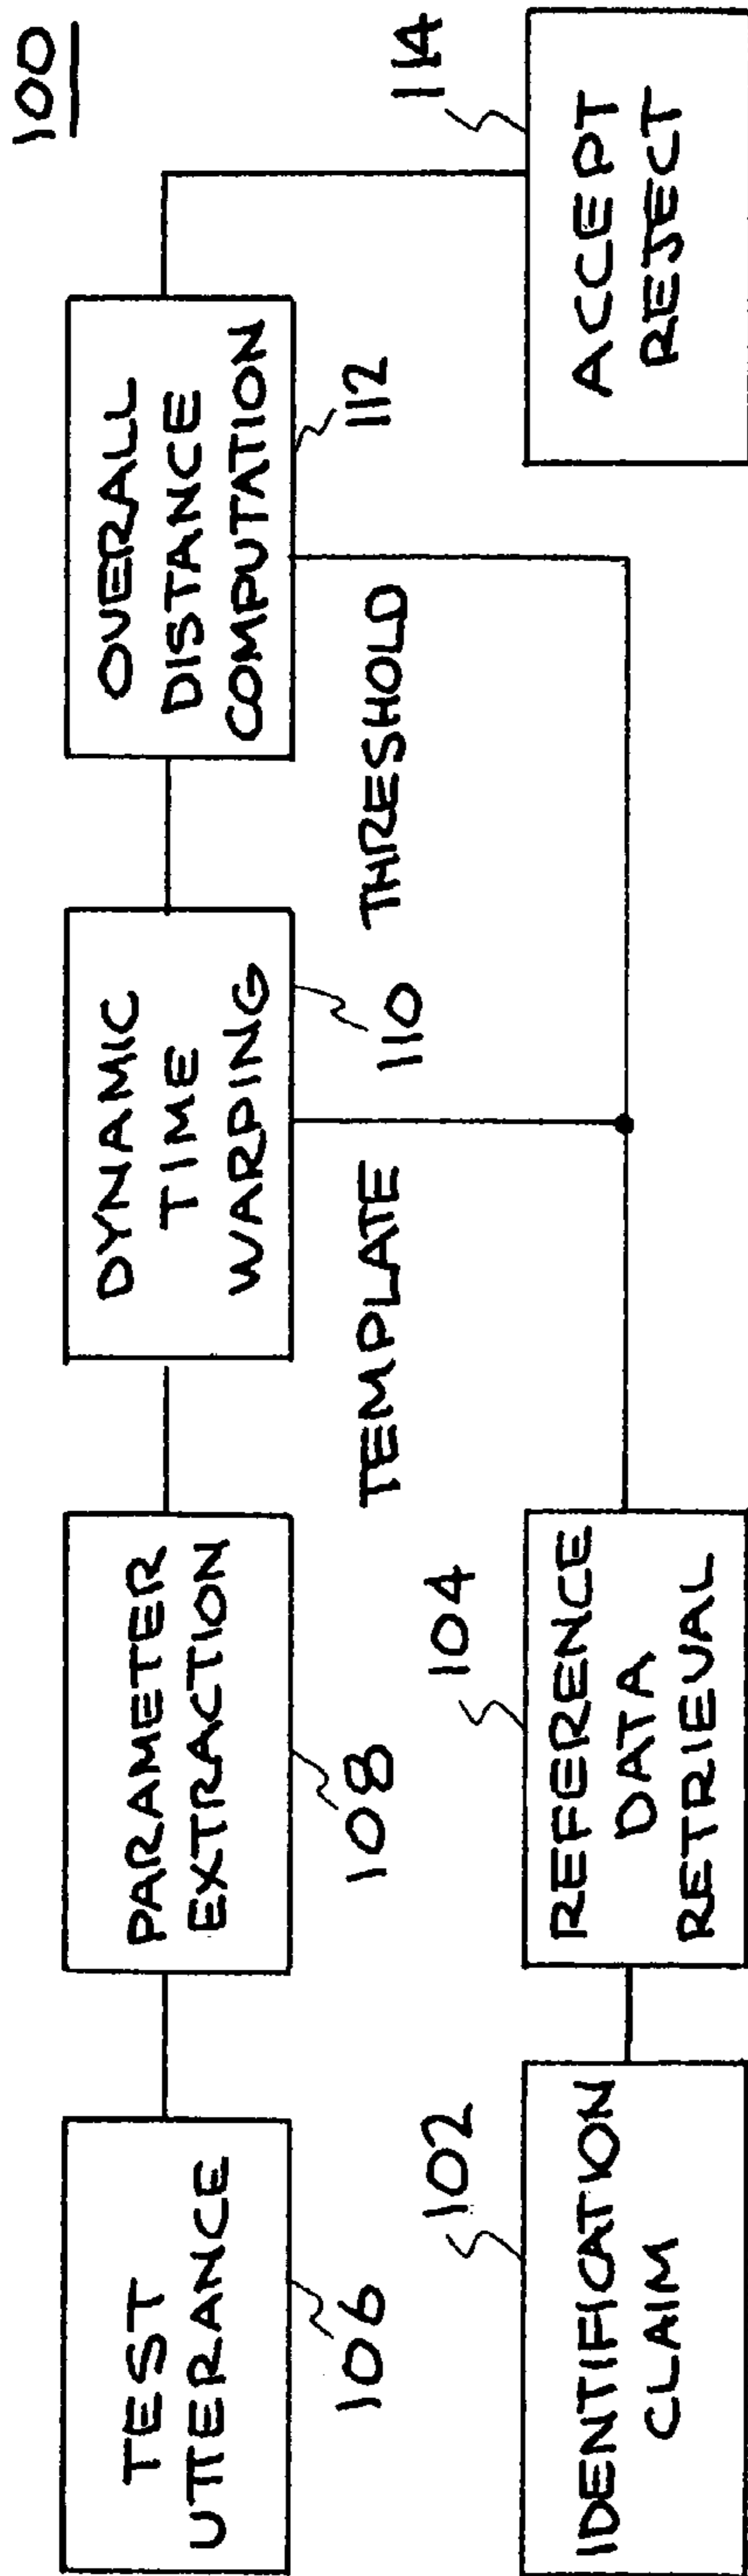 100
TEST
UTTERANCE
106
PARAMETER
EXTRACTION
108
DYNAMIC
TIME
WARPING
110
OVERALL
DISTANCE
COMPUTATION
112
TEMPLATE
THRESHOLD
IDENTIFICATION
CLAIM
102
REFERENCE
DATA
RETRIEVAL
104
ACCEPT
REJECT
114